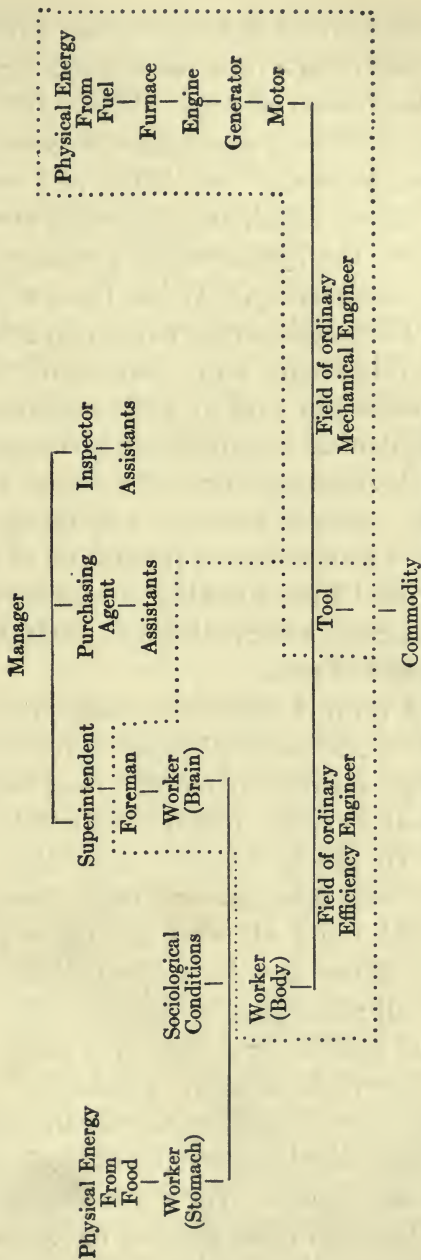 Manager
Superintendent
Purchasing
Agent
Inspector
Assistants
Assistants
Foreman
Worker
(Brain)
Physical Energy
From
Food
Worker
(Stomach)
Sociological
Conditions
Worker
(Body)
Physical Energy
From
Fuel
Furnace
Engine
Generator
Motor
Field of ordinary
Efficiency Engineer
Tool
Field of ordinary
Mechanical Engineer
Commodity